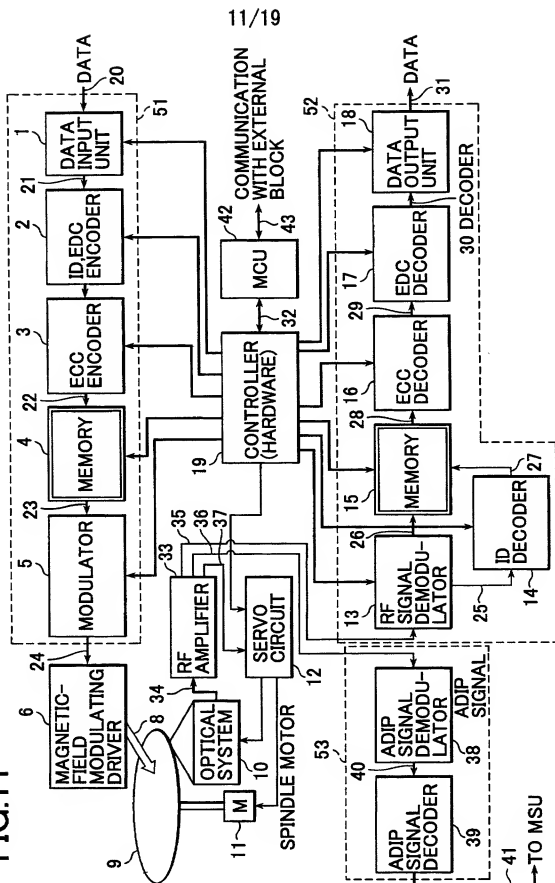 11/19
FIG.11
DATA
20
51
1
DATA
INPUT
UNIT
21
2
ID,EDC
ENCODER
3
ECC
ENCODER
22
4
MEMORY
23
5
MODULATOR
24
6
MAGNETIC-
FIELD
MODULATING
DRIVER
8
9
COMMUNICATION
WITH EXTERNAL
BLOCK
42
43
MCU
32
CONTROLLER
(HARDWARE)
19
35
36
37
33
RF
AMPLIFIER
34
OPTICAL
SYSTEM
10
SERVO
CIRCUIT
12
M
11
SPINDLE MOTOR
DATA
31
52
18
DATA
OUTPUT
UNIT
30 DECODER
17
EDC
DECODER
29
16
ECC
DECODER
28
15
MEMORY
27
26
ID
DECODER
14
25
13
RF
SIGNAL
DEMODU-
LATOR
53
ADIP
SIGNAL
DEMODU-
LATOR
38
ADIP
SIGNAL
40
ADIP
SIGNAL
DECODER
39
41
TO MSU